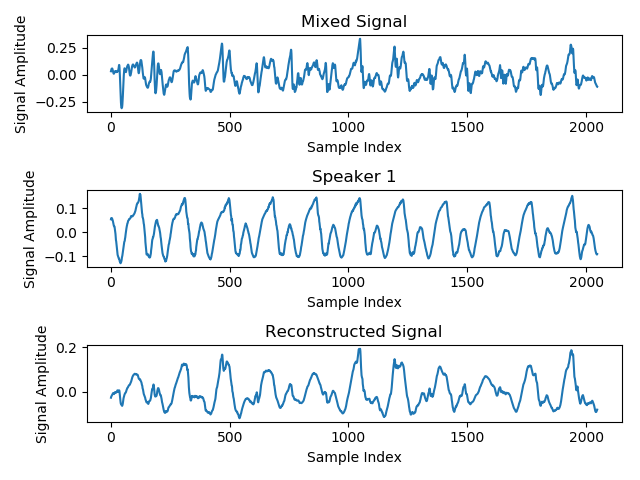 Mixed Signal
Signal Amplitude
0.25
0.00
−0.25
0 500 1000 1500 2000
Sample Index
Speaker 1
Signal Amplitude
0.1
0.0
−0.1
0 500 1000 1500 2000
Sample Index
Reconstructed Signal
Signal Amplitude
0.2
0.0
0 500 1000 1500 2000
Sample Index